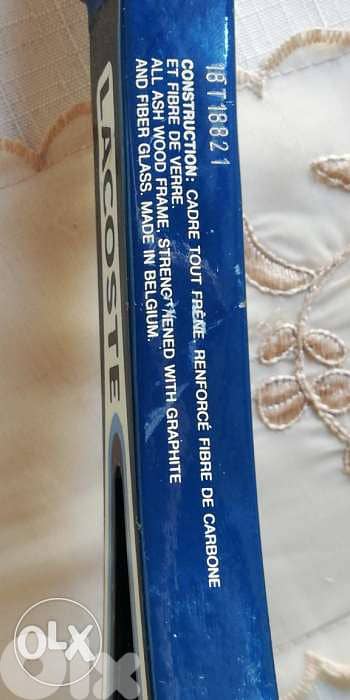 18T18821
CONSTRUCTION: CADRE TOUT FRÊNE, RENFORCÉ FIBRE DE CARBONE
ET FIBRE DE VERRE.
ALL ASH WOOD FRAME, STRENGTHENED WITH GRAPHITE
AND FIBER GLASS. MADE IN BELGIUM.
LACOSTE
OLX
OLX